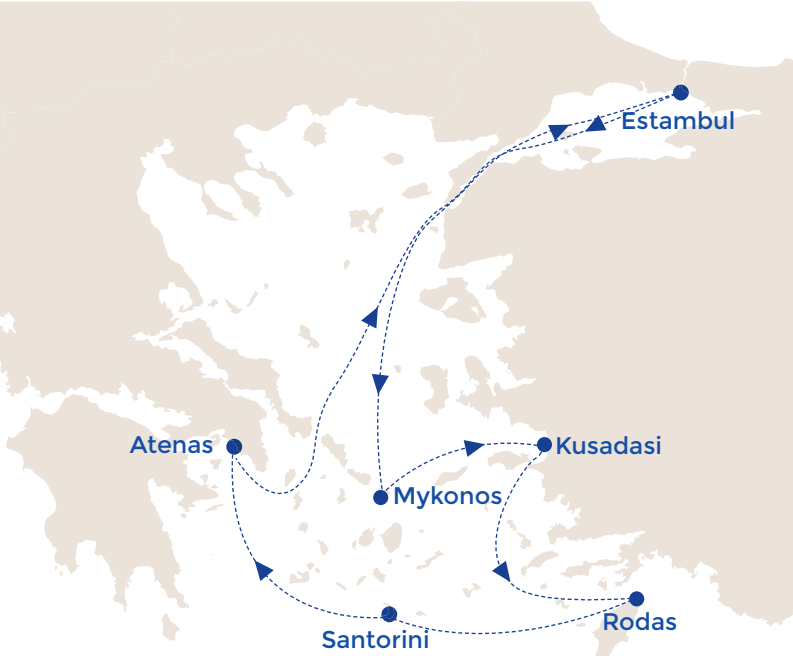 Estambul
Atenas
Kusadasi
Mykonos
Rodas
Santorini